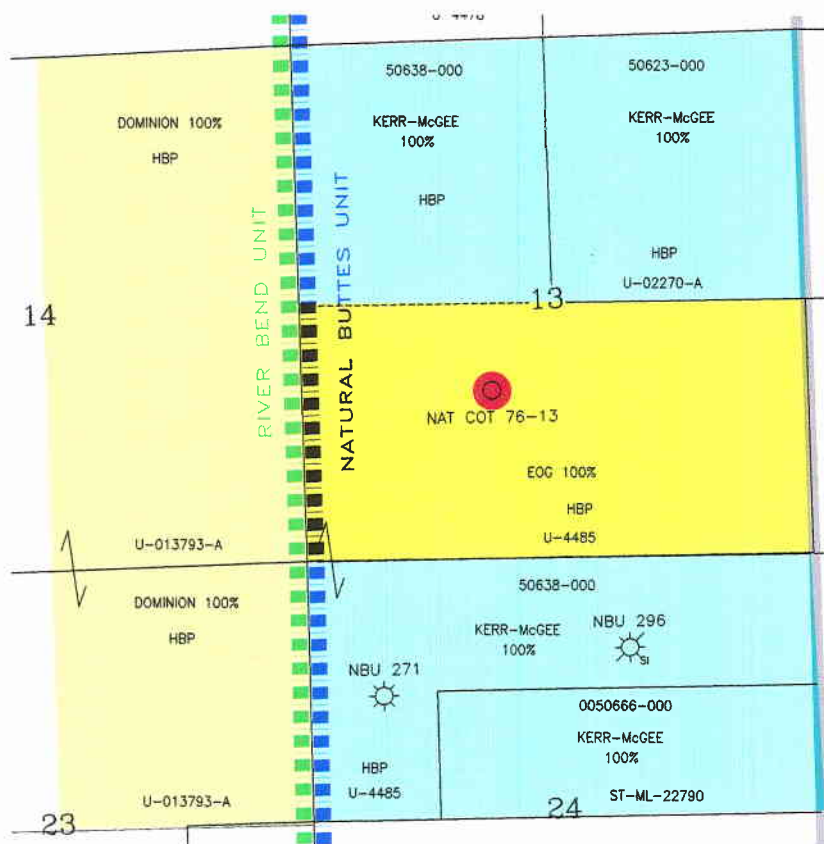 50638-000
50623-000
DOMINION 100%
HBP
KERR-McGEE
100%
KERR-McGEE
100%
HBP
HBP
U-02270-A
RIVER BEND UNIT
NATURAL BUTTES UNIT
14
13
NAT COT 76-13
EOG 100%
HBP
U-4485
U-013793-A
50638-000
DOMINION 100%
HBP
KERR-McGEE
100%
NBU 296
SI
NBU 271
0050666-000
KERR-McGEE
100%
HBP
U-4485
ST-ML-22790
U-013793-A
23
24